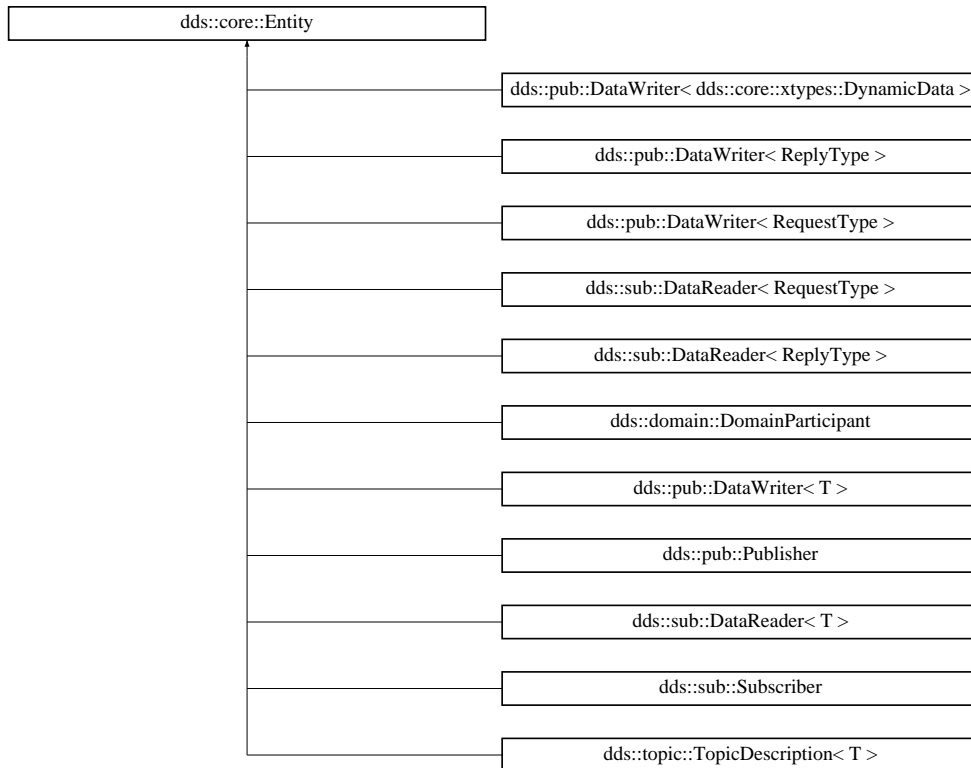 dds::core::Entity
dds::pub::DataWriter< dds::core::xtypes::DynamicData >
dds::pub::DataWriter< ReplyType >
dds::pub::DataWriter< RequestType >
dds::sub::DataReader< RequestType >
dds::sub::DataReader< ReplyType >
dds::domain::DomainParticipant
dds::pub::DataWriter< T >
dds::pub::Publisher
dds::sub::DataReader< T >
dds::sub::Subscriber
dds::topic::TopicDescription< T >